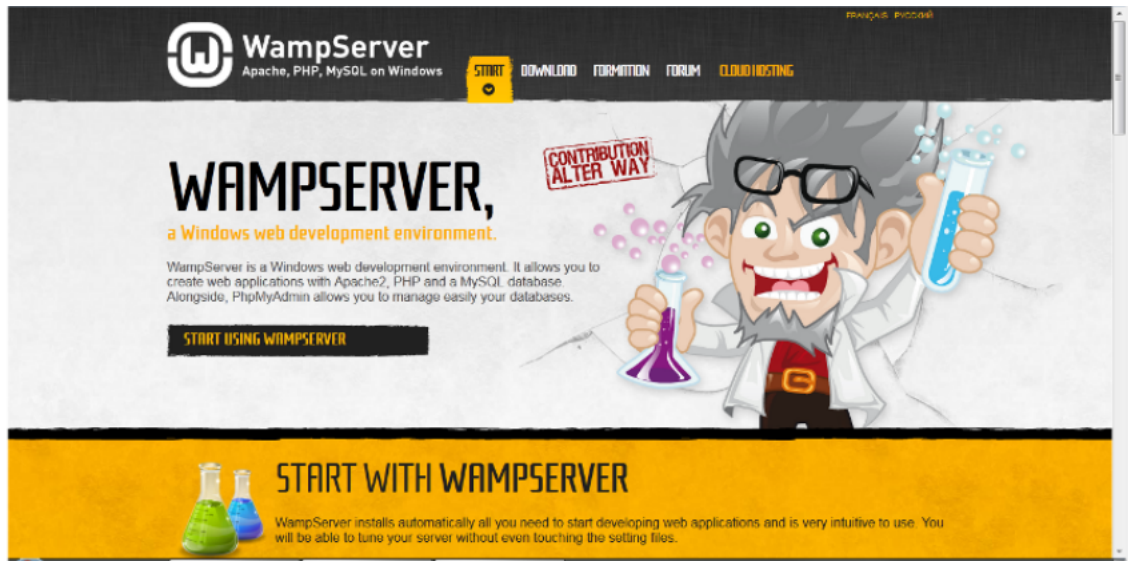 FRANÇAIS РУССКИЙ
WampServer
Apache, PHP, MySQL on Windows
START DOWNLOAD FORMATION FORUM CLOUD HOSTING
CONTRIBUTION
ALTER WAY
WAMPSERVER,
a Windows web development environment.
WampServer is a Windows web development environment. It allows you to
create web applications with Apache2, PHP and a MySQL database.
Alongside, PhpMyAdmin allows you to manage easily your databases.
START USING WAMPSERVER
START WITH WAMPSERVER
WampServer installs automatically all you need to start developing web applications and is very intuitive to use. You
will be able to tune your server without even touching the setting files.